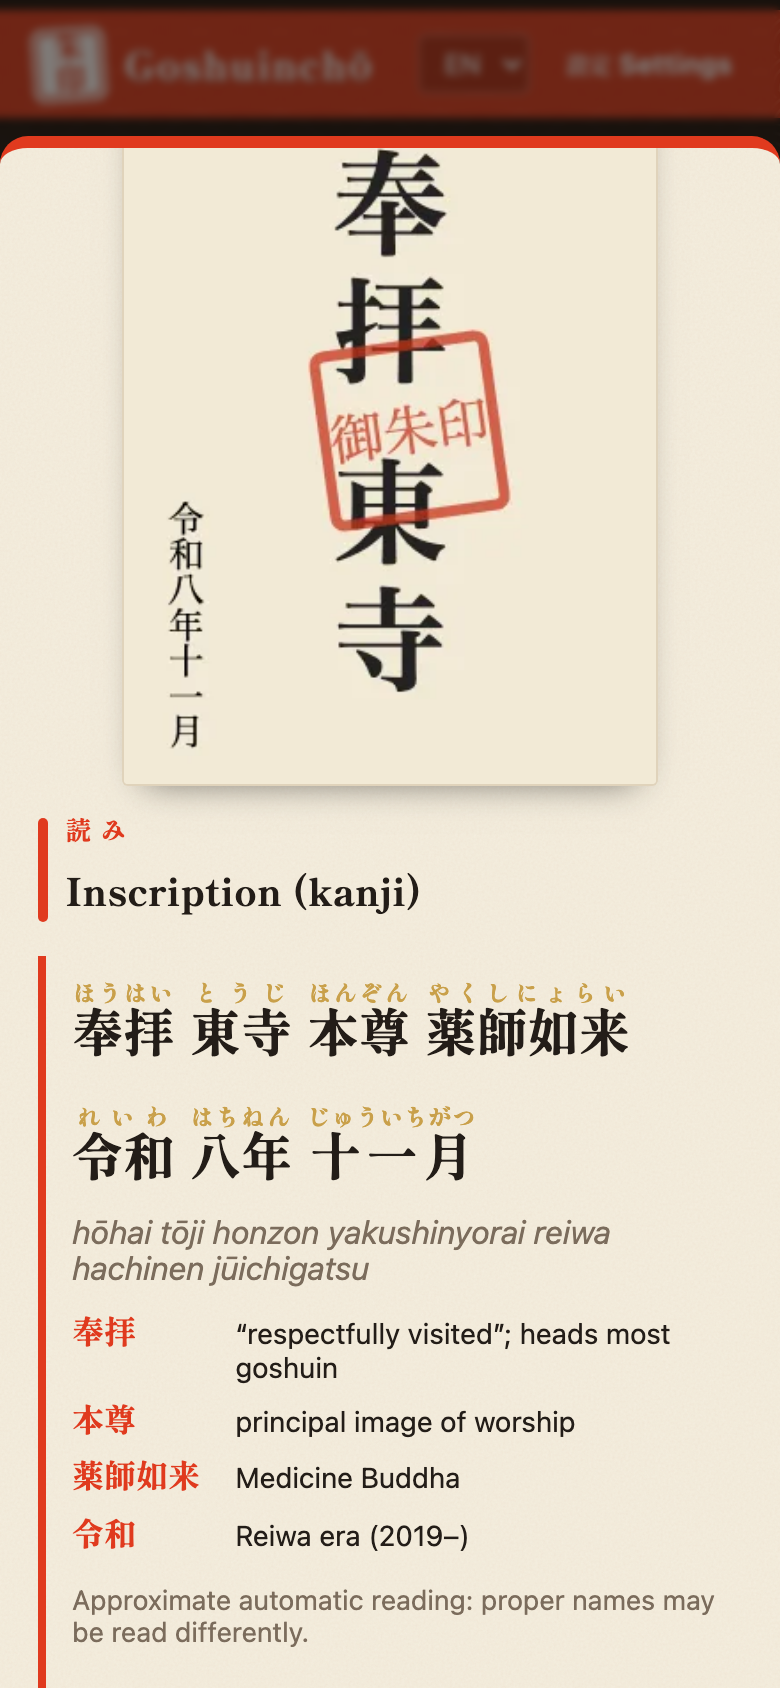 Goshuinchō
EN
設定 Settings
奉拝
東寺
御朱印
令和八年十一月
読み
Inscription (kanji)
ほうはい とうじ ほんぞん やくしにょらい
奉拝 東寺 本尊 薬師如来
れいわ はちねん じゅういちがつ
令和 八年 十一月
hōhai tōji honzon yakushinyorai reiwa
hachinen jūichigatsu
奉拝 “respectfully visited”; heads most
goshuin
本尊 principal image of worship
薬師如来 Medicine Buddha
令和 Reiwa era (2019–)
Approximate automatic reading: proper names may
be read differently.